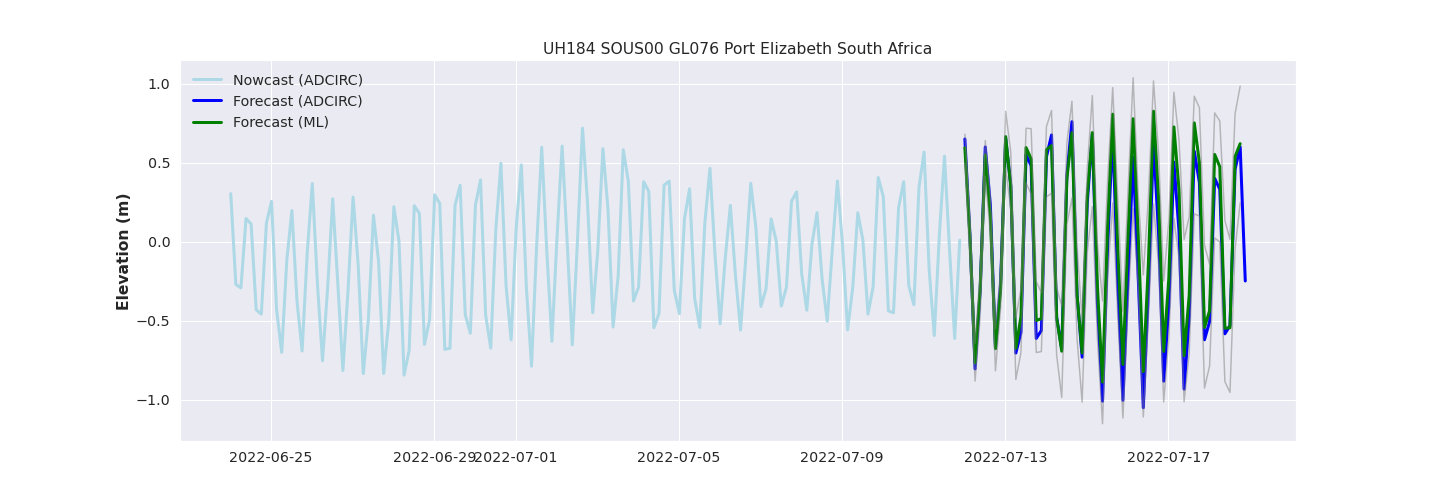 UH184 SOUS00 GL076 Port Elizabeth South Africa
Nowcast (ADCIRC)
Forecast (ADCIRC)
Forecast (ML)
Elevation (m)
1.0
0.5
0.0
−0.5
−1.0
2022-06-25
2022-06-29
2022-07-01
2022-07-05
2022-07-09
2022-07-13
2022-07-17